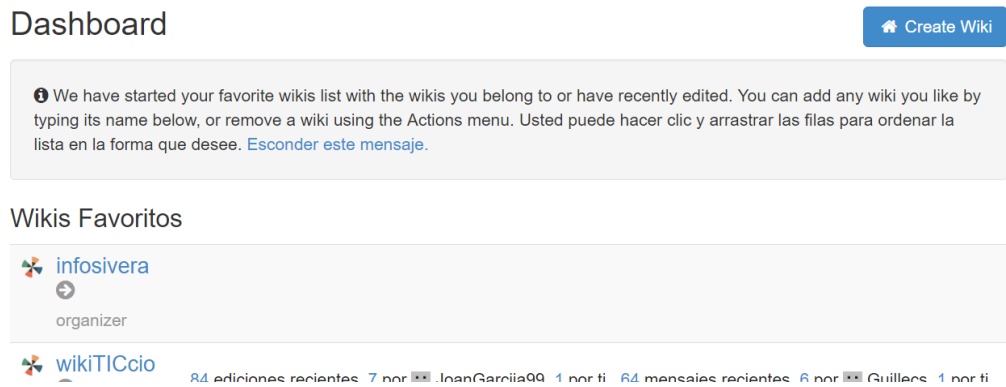 Dashboard
Create Wiki
We have started your favorite wikis list with the wikis you belong to or have recently edited. You can add any wiki you like by
typing its name below, or remove a wiki using the Actions menu. Usted puede hacer clic y arrastrar las filas para ordenar la
lista en la forma que desee. Esconder este mensaje.
Wikis Favoritos
infosivera
organizer
wikiTICcio
84 ediciones recientes, 7 por JoanGarciia99, 1 por ti 64 mensajes recientes, 6 por Guillecs, 1 por ti